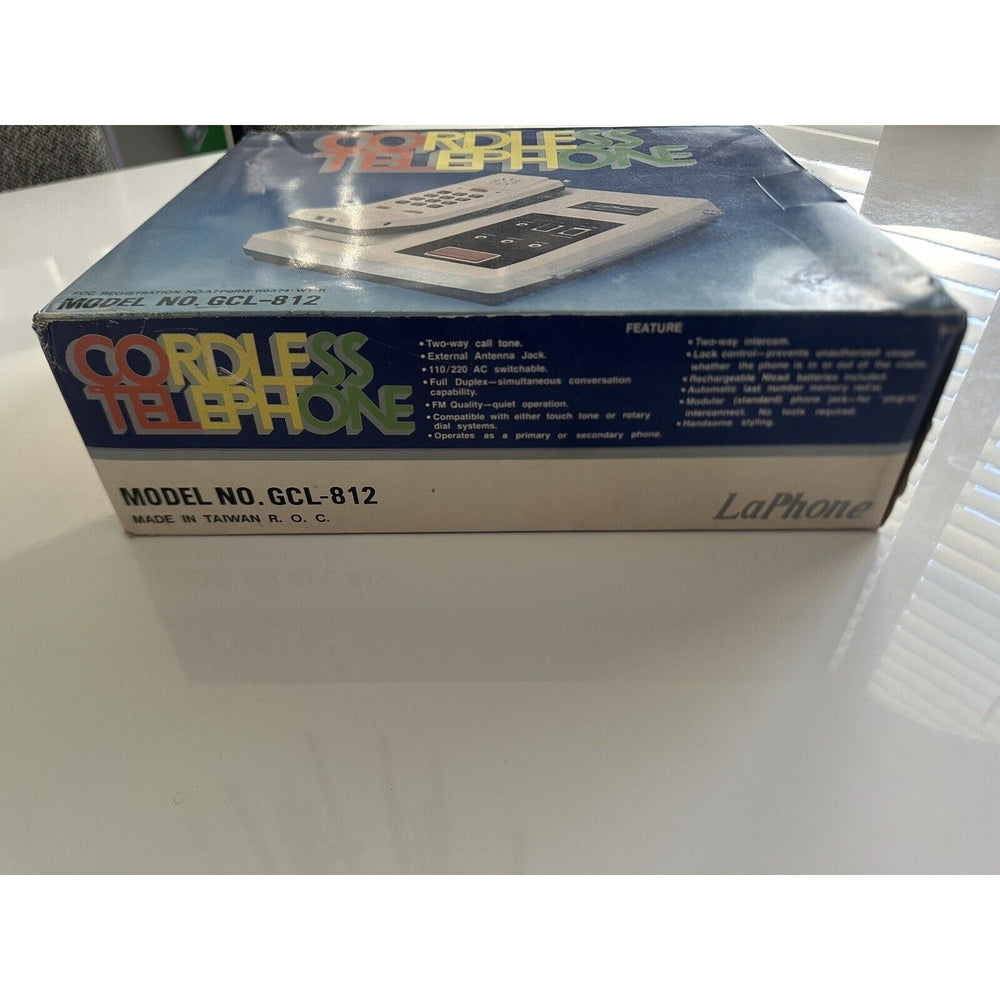 CORDLESS
TELEPHONE
FCC REGISTRATION NO.
MODEL NO. GCL-812
CORDLESS
TELEPHONE
FEATURE
• Two-way call tone.
• External Antenna Jack.
• 110/220 AC switchable.
• Full Duplex—simultaneous conversation
capability.
• FM Quality—quiet operation.
• Compatible with either touch tone or rotary
dial systems.
• Operates as a primary or secondary phone.
• Two-way intercom.
• Lock control—prevents unauthorized usage
whether the phone is in or out of the cradle.
• Rechargeable Nicad batteries included.
• Automatic last number memory redial.
• Modular (standard) phone jack—for "plug-in"
interconnect. No tools required.
• Handsome styling.
MODEL NO. GCL-812
MADE IN TAIWAN R. O. C.
LaPhone